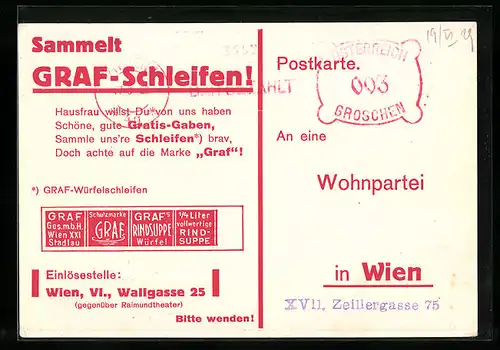 Sammelt
GRAF-Schleifen!
Hausfrau willst Du*von uns haben
Schöne, gute Gratis-Gaben,
Sammle uns're Schleifen*) brav,
Doch achte auf die Marke „Graf"!
*) GRAF-Würfelschleifen
GRAF
Ges.m.b.H.
Wien XXI
Stadlau
Schutzmarke
GRAF
GRAF's
RINDSUPPE
Würfel
¼ Liter
vollwertige
RIND-
SUPPE
Einlösestelle:
Wien, VI., Wallgasse 25
(gegenüber Raimundtheater)
Bitte wenden!
Postkarte.
ÖSTERREICH
003
GROSCHEN
An eine
Wohnpartei
in Wien
XVII, Zeillergasse 75